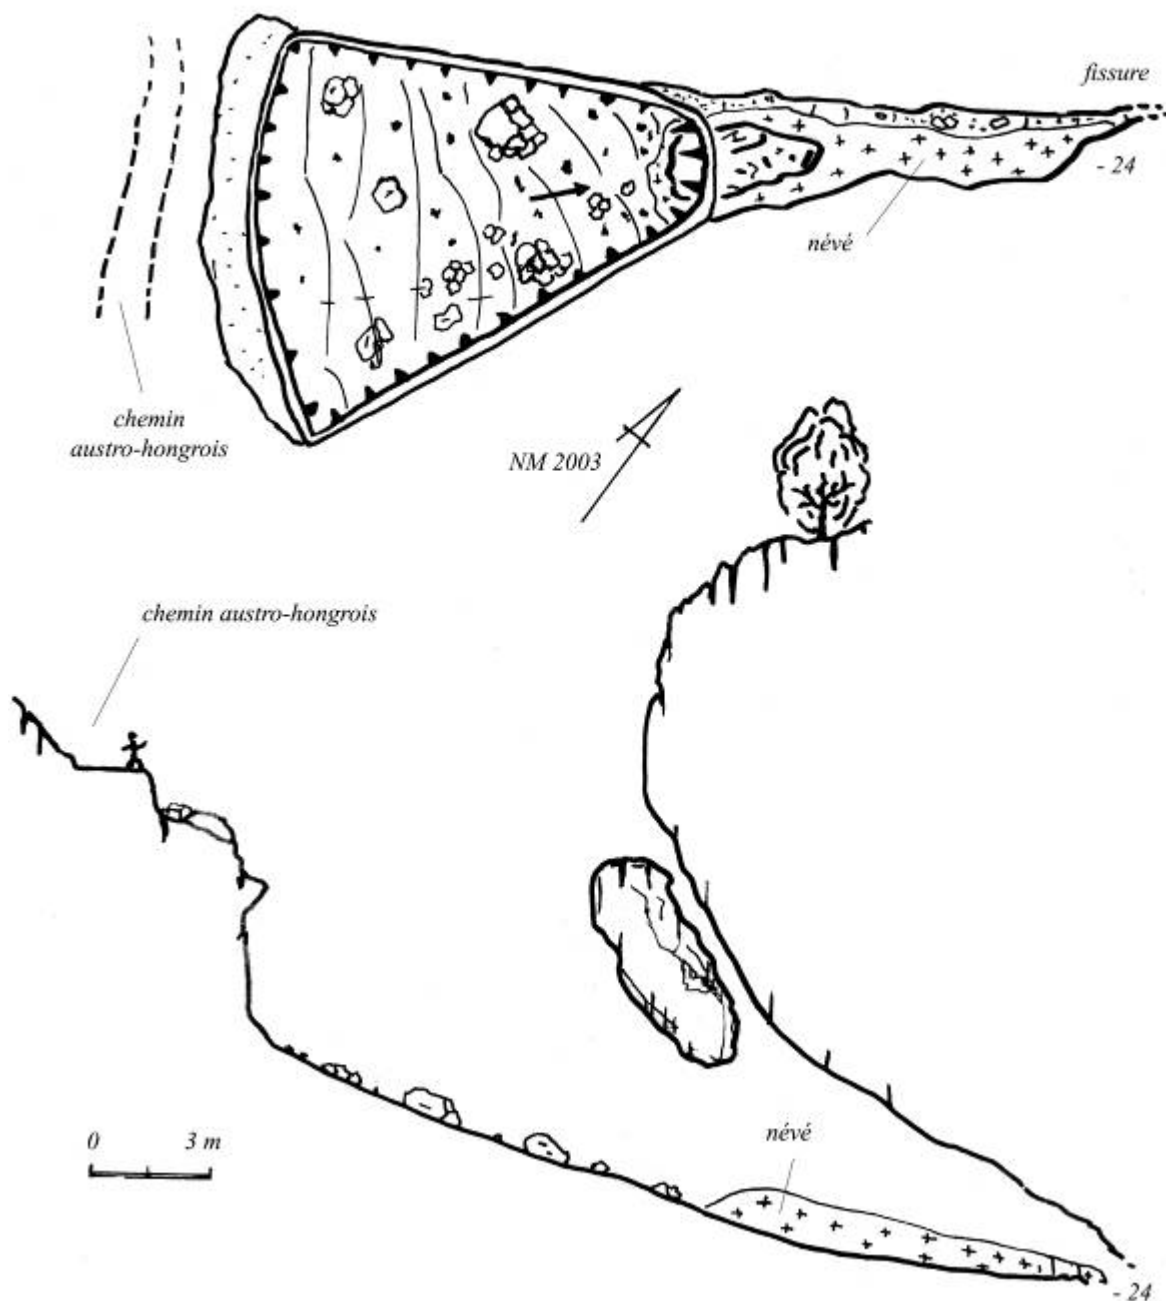 fissure
- 24
névé
chemin
austro-hongrois
NM 2003
chemin austro-hongrois
0 3 m
névé
- 24